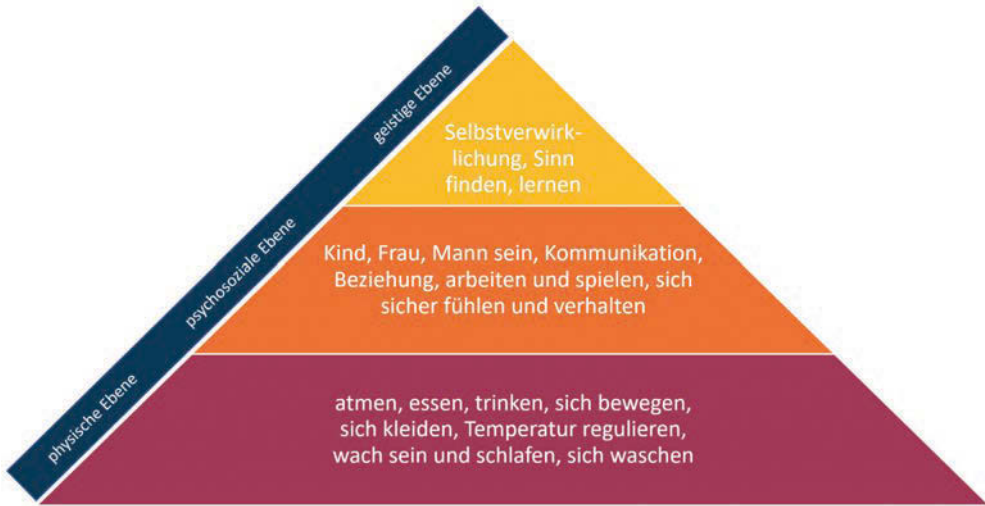 geistige Ebene
Selbstverwirk-
lichung, Sinn
finden, lernen
psychosoziale Ebene
Kind, Frau, Mann sein, Kommunikation,
Beziehung, arbeiten und spielen, sich
sicher fühlen und verhalten
physische Ebene
atmen, essen, trinken, sich bewegen,
sich kleiden, Temperatur regulieren,
wach sein und schlafen, sich waschen